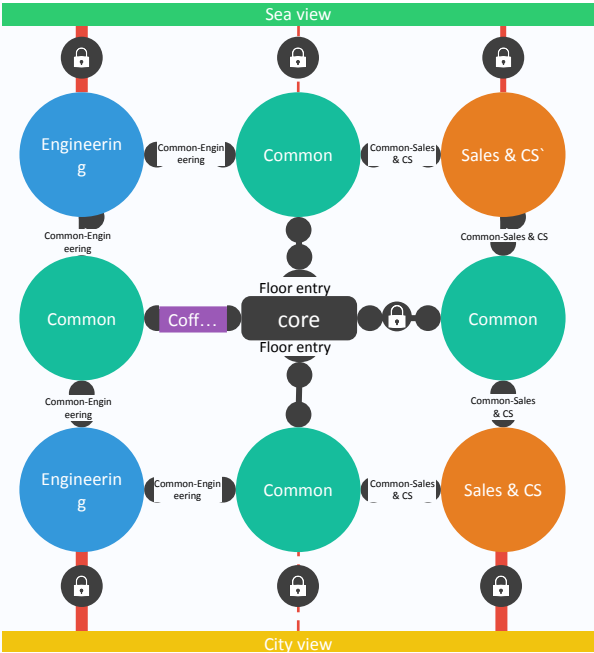 Sea view
Engineerin
g
Common-Engin
eering
Common
Common-Sales
& CS
Sales & CS`
Common-Engin
eering
Common-Sales & CS
Floor entry
Common
Coff...
core
Common
Floor entry
Common-Engin
eering
Common-Sales
& CS
Engineerin
g
Common-Engin
eering
Common
Common-Sales
& CS
Sales & CS
City view